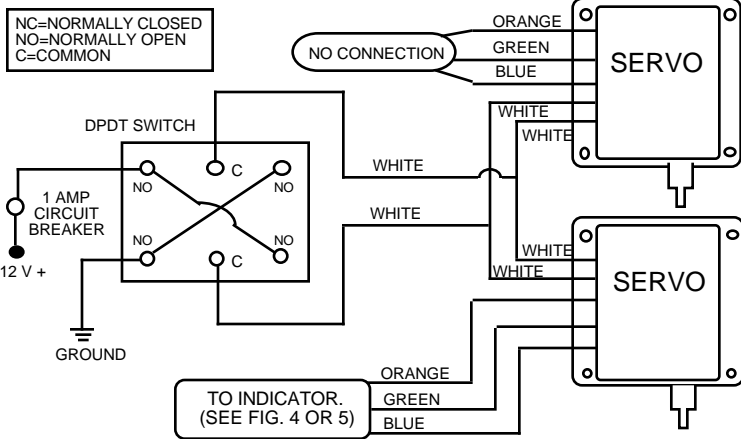 NC=NORMALLY CLOSED
NO=NORMALLY OPEN
C=COMMON
ORANGE
NO CONNECTION
GREEN
BLUE
SERVO
WHITE
WHITE
DPDT SWITCH
WHITE
C
NO
NO
1 AMP
CIRCUIT
BREAKER
WHITE
NO
NO
C
12 V +
WHITE
WHITE
SERVO
GROUND
ORANGE
TO INDICATOR.
(SEE FIG. 4 OR 5)
GREEN
BLUE